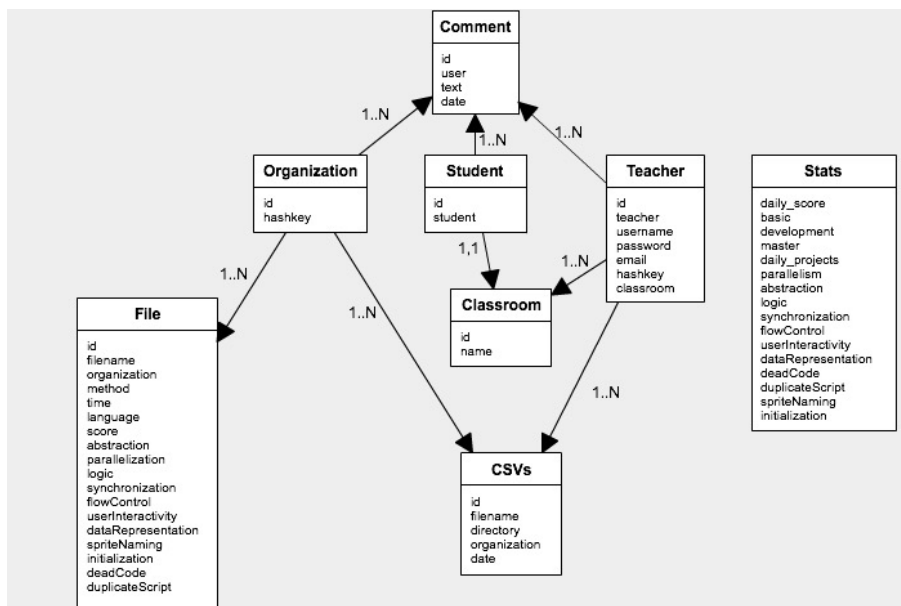 Comment
id
user
text
date
1..N
1..N
1..N
Organization
id
hashkey
Student
id
student
Teacher
id
teacher
username
password
email
hashkey
classroom
Stats
daily_score
basic
development
master
daily_projects
parallelism
abstraction
logic
synchronization
flowControl
userInteractivity
dataRepresentation
deadCode
duplicateScript
spriteNaming
initialization
1..N
1..N
1,1
1..N
1..N
Classroom
id
name
File
id
filename
organization
method
time
language
score
abstraction
parallelization
logic
synchronization
flowControl
userInteractivity
dataRepresentation
spriteNaming
initialization
deadCode
duplicateScript
CSVs
id
filename
directory
organization
date